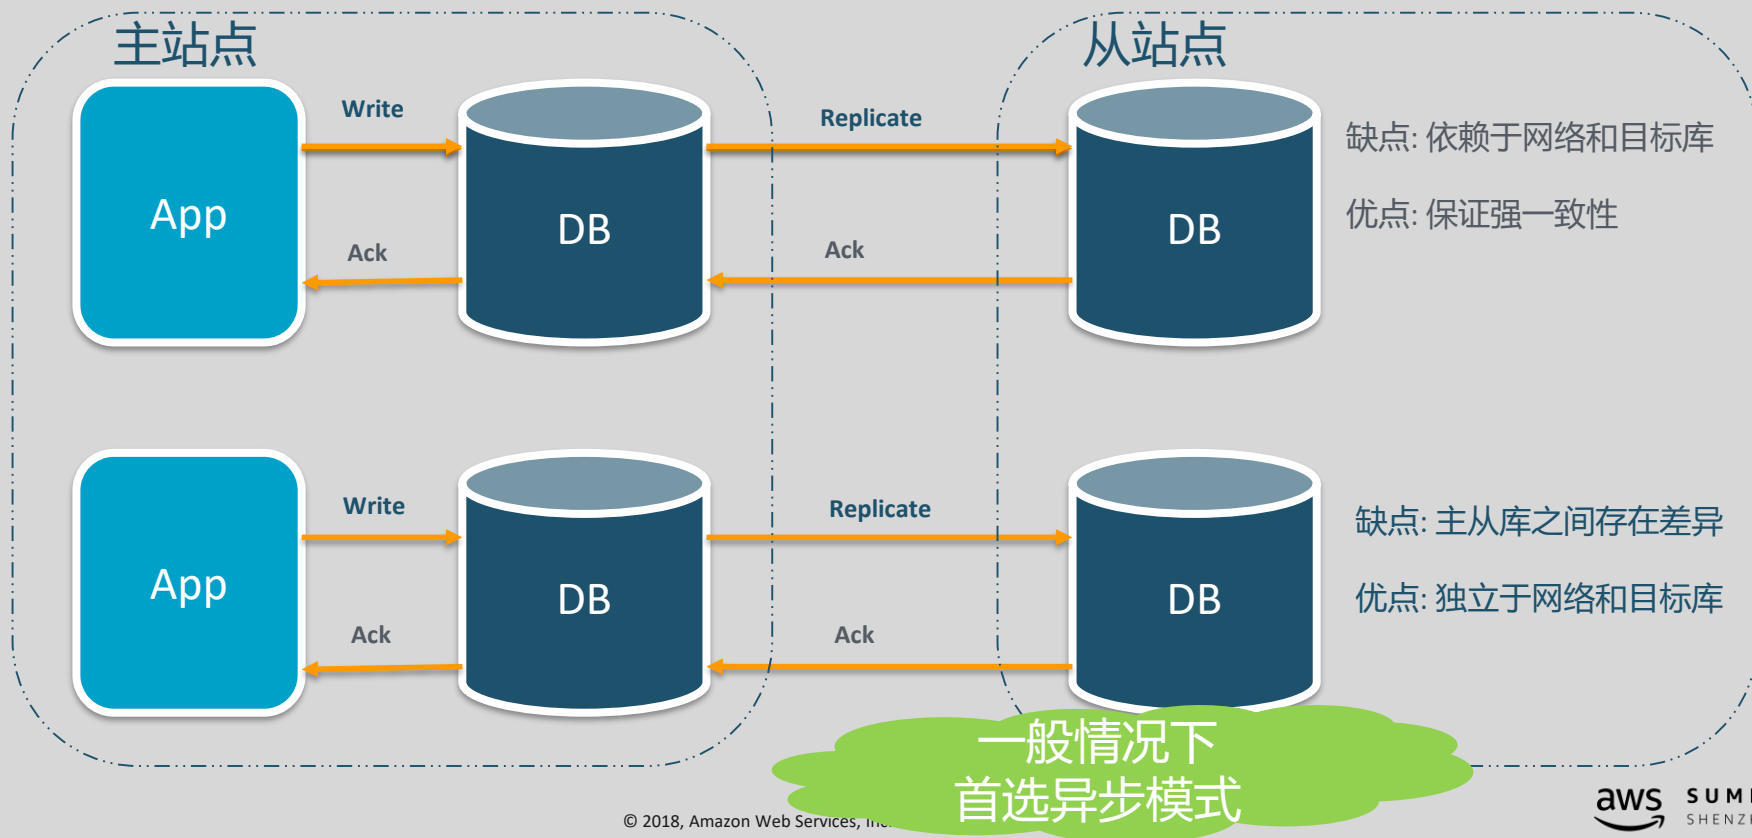 主站点
从站点
Write
Replicate
缺点: 依赖于网络和目标库
App
DB
DB
优点: 保证强一致性
Ack
Ack
Write
Replicate
缺点: 主从库之间存在差异
App
DB
DB
优点: 独立于网络和目标库
Ack
Ack
一般情况下
首选异步模式
© 2018, Amazon Web Services,
aws